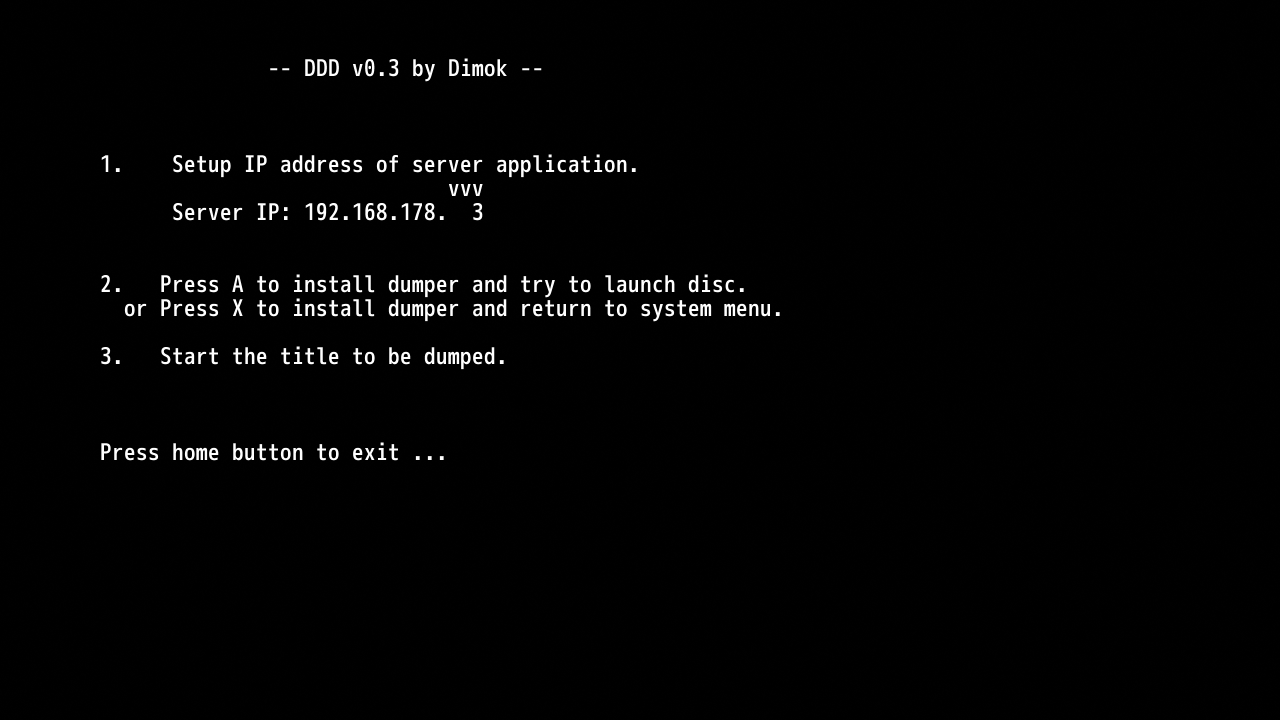 -- DDD v0.3 by Dimok --
1.    Setup IP address of server application.
vvv
Server IP: 192.168.178.  3
2.   Press A to install dumper and try to launch disc.
or Press X to install dumper and return to system menu.
3.   Start the title to be dumped.
Press home button to exit ...